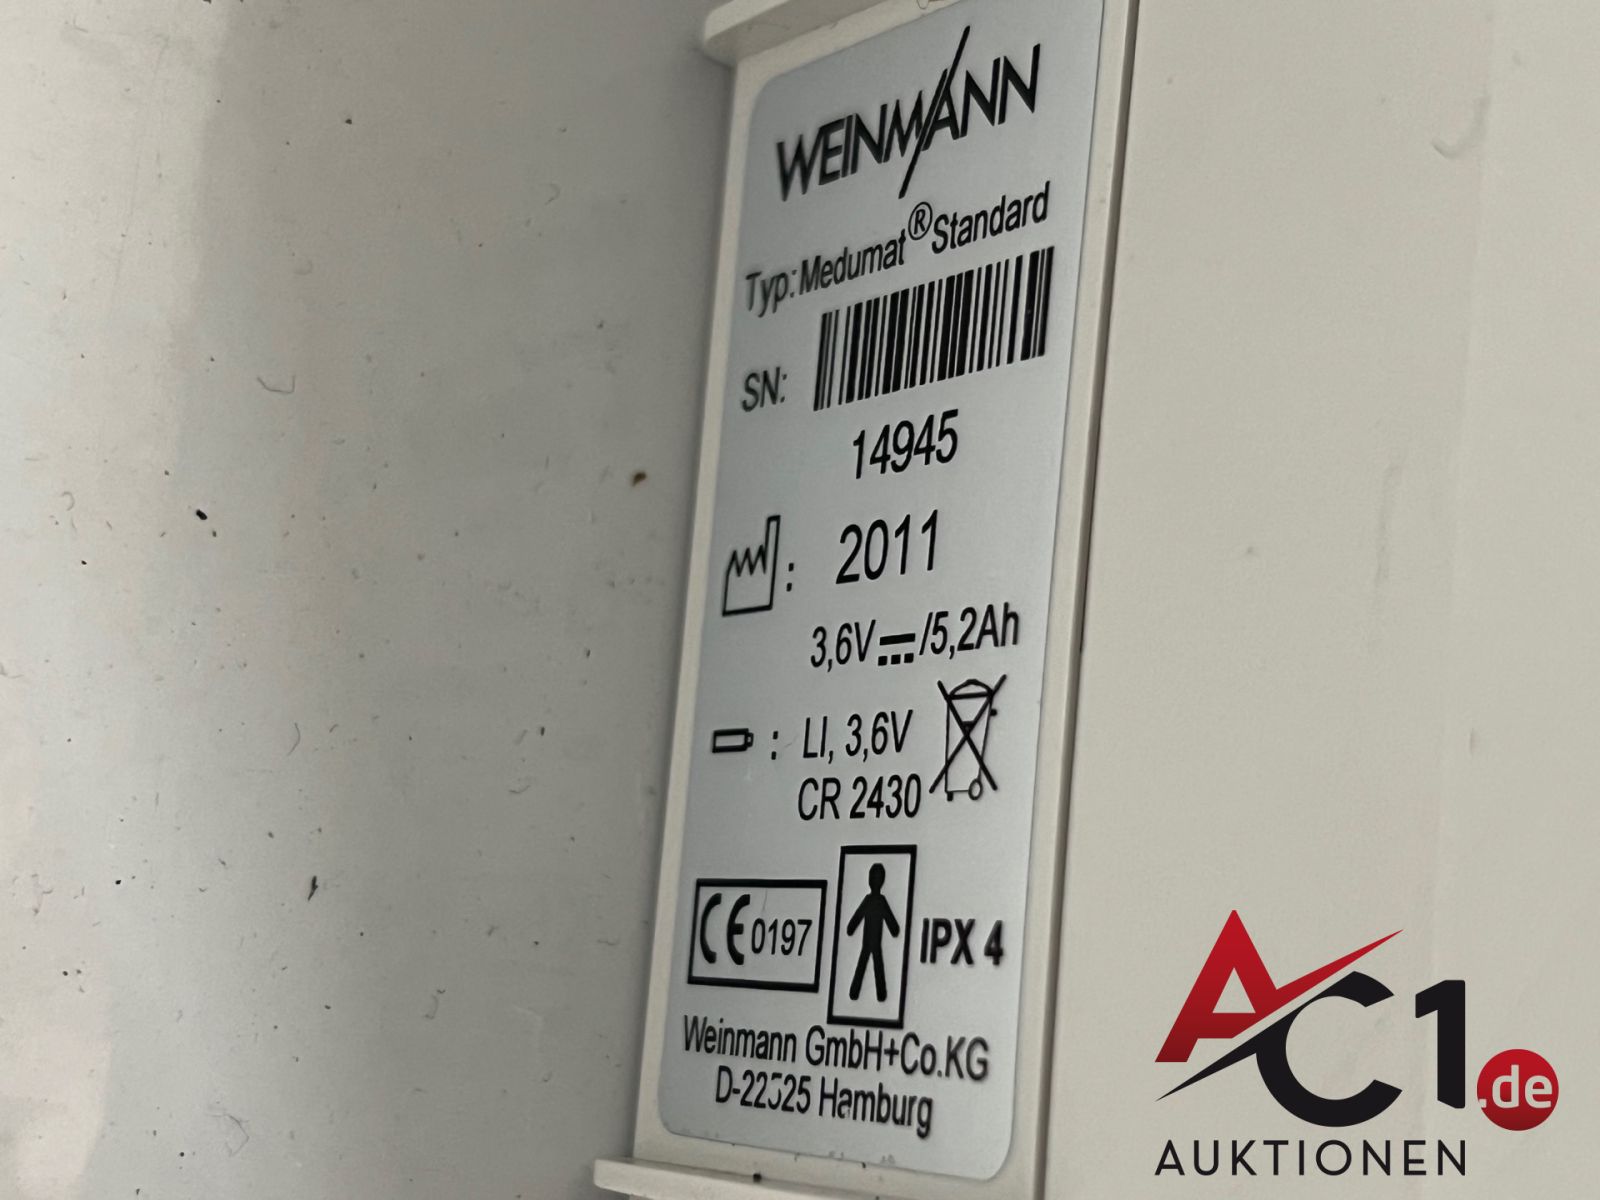 WEINMANN
Typ: Medumat® Standard
SN:
14945
: 2011
3,6V⎓/5,2Ah
: LI, 3,6V
CR 2430
CE 0197
IPX 4
Weinmann GmbH+Co.KG
D-22525 Hamburg
AC1.de
AUKTIONEN